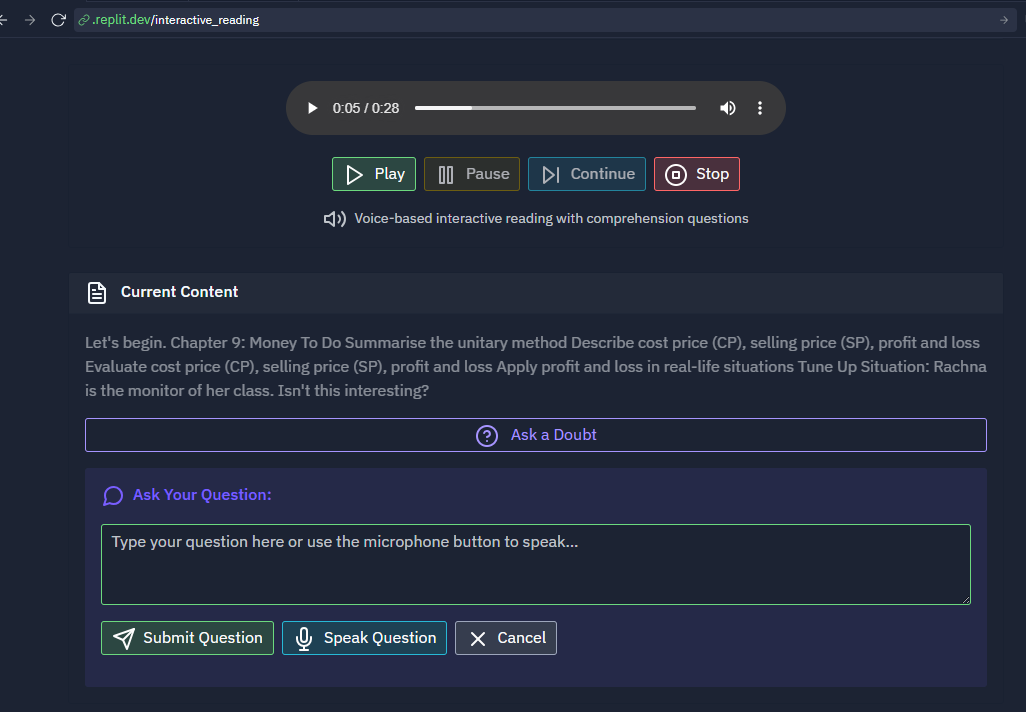 .replit.dev/interactive_reading
0:05 / 0:28
Play Pause Continue Stop
Voice-based interactive reading with comprehension questions
Current Content
Let's begin. Chapter 9: Money To Do Summarise the unitary method Describe cost price (CP), selling price (SP), profit and loss
Evaluate cost price (CP), selling price (SP), profit and loss Apply profit and loss in real-life situations Tune Up Situation: Rachna
is the monitor of her class. Isn't this interesting?
Ask a Doubt
Ask Your Question:
Type your question here or use the microphone button to speak...
Submit Question Speak Question Cancel